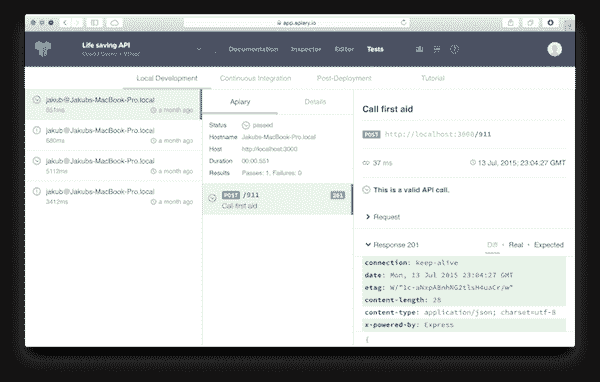 app.apiary.io
Life saving API
Documentation
Inspector
Editor
Tests
Local Development
Continuous Integration
Post-Deployment
Tutorial
jakub@Jakubs-MacBook-Pro.local
557ms
a month ago
jakub@Jakubs-MacBook-Pro.local
580ms
a month ago
jakub@Jakubs-MacBook-Pro.local
5112ms
a month ago
jakub@Jakubs-MacBook-Pro.local
3412ms
a month ago
Apiary
Details
Status passed
Hostname Jakubs-MacBook-Pro.local
Host http://localhost:3000
Duration 00:00.551
Results Passes: 1, Failures: 0
POST /911 201
Call first aid
Call first aid
POST http://localhost:3000/911
37 ms
13 Jul, 2015; 23:04:27 GMT
This is a valid API call.
Request
Response 201
Diff • Real • Expected
connection: keep-alive
date: Mon, 13 Jul 2015 23:04:27 GMT
etag:
content-length: 28
content-type: application/json; charset=utf-8
x-powered-by: Express
{